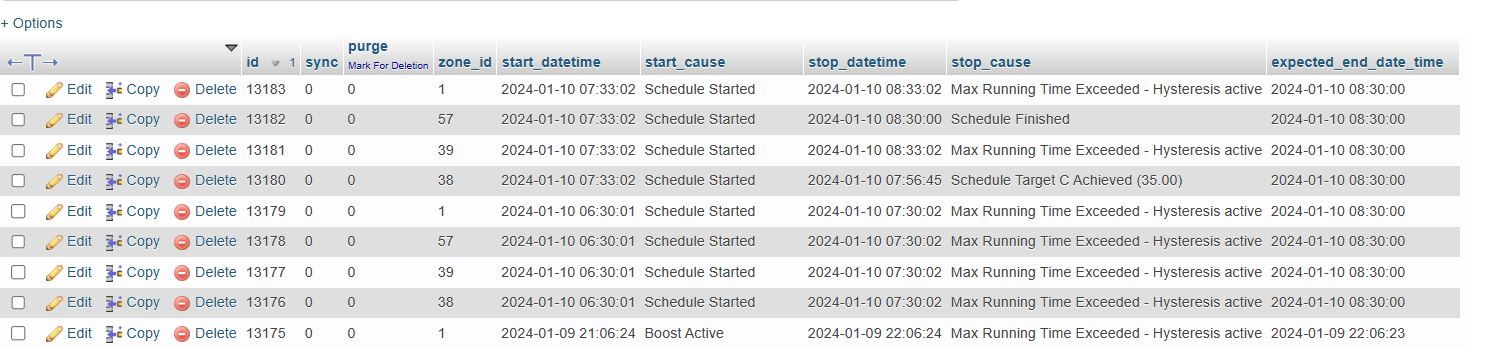 + Options
id 1 sync purge Mark For Deletion zone_id start_datetime start_cause stop_datetime stop_cause expected_end_date_time
Edit Copy Delete 13183 0 0 1 2024-01-10 07:33:02 Schedule Started 2024-01-10 08:33:02 Max Running Time Exceeded - Hysteresis active 2024-01-10 08:30:00
Edit Copy Delete 13182 0 0 57 2024-01-10 07:33:02 Schedule Started 2024-01-10 08:30:00 Schedule Finished 2024-01-10 08:30:00
Edit Copy Delete 13181 0 0 39 2024-01-10 07:33:02 Schedule Started 2024-01-10 08:33:02 Max Running Time Exceeded - Hysteresis active 2024-01-10 08:30:00
Edit Copy Delete 13180 0 0 38 2024-01-10 07:33:02 Schedule Started 2024-01-10 07:56:45 Schedule Target C Achieved (35.00) 2024-01-10 08:30:00
Edit Copy Delete 13179 0 0 1 2024-01-10 06:30:01 Schedule Started 2024-01-10 07:30:02 Max Running Time Exceeded - Hysteresis active 2024-01-10 08:30:00
Edit Copy Delete 13178 0 0 57 2024-01-10 06:30:01 Schedule Started 2024-01-10 07:30:02 Max Running Time Exceeded - Hysteresis active 2024-01-10 08:30:00
Edit Copy Delete 13177 0 0 39 2024-01-10 06:30:01 Schedule Started 2024-01-10 07:30:02 Max Running Time Exceeded - Hysteresis active 2024-01-10 08:30:00
Edit Copy Delete 13176 0 0 38 2024-01-10 06:30:01 Schedule Started 2024-01-10 07:30:02 Max Running Time Exceeded - Hysteresis active 2024-01-10 08:30:00
Edit Copy Delete 13175 0 0 1 2024-01-09 21:06:24 Boost Active 2024-01-09 22:06:24 Max Running Time Exceeded - Hysteresis active 2024-01-09 22:06:23